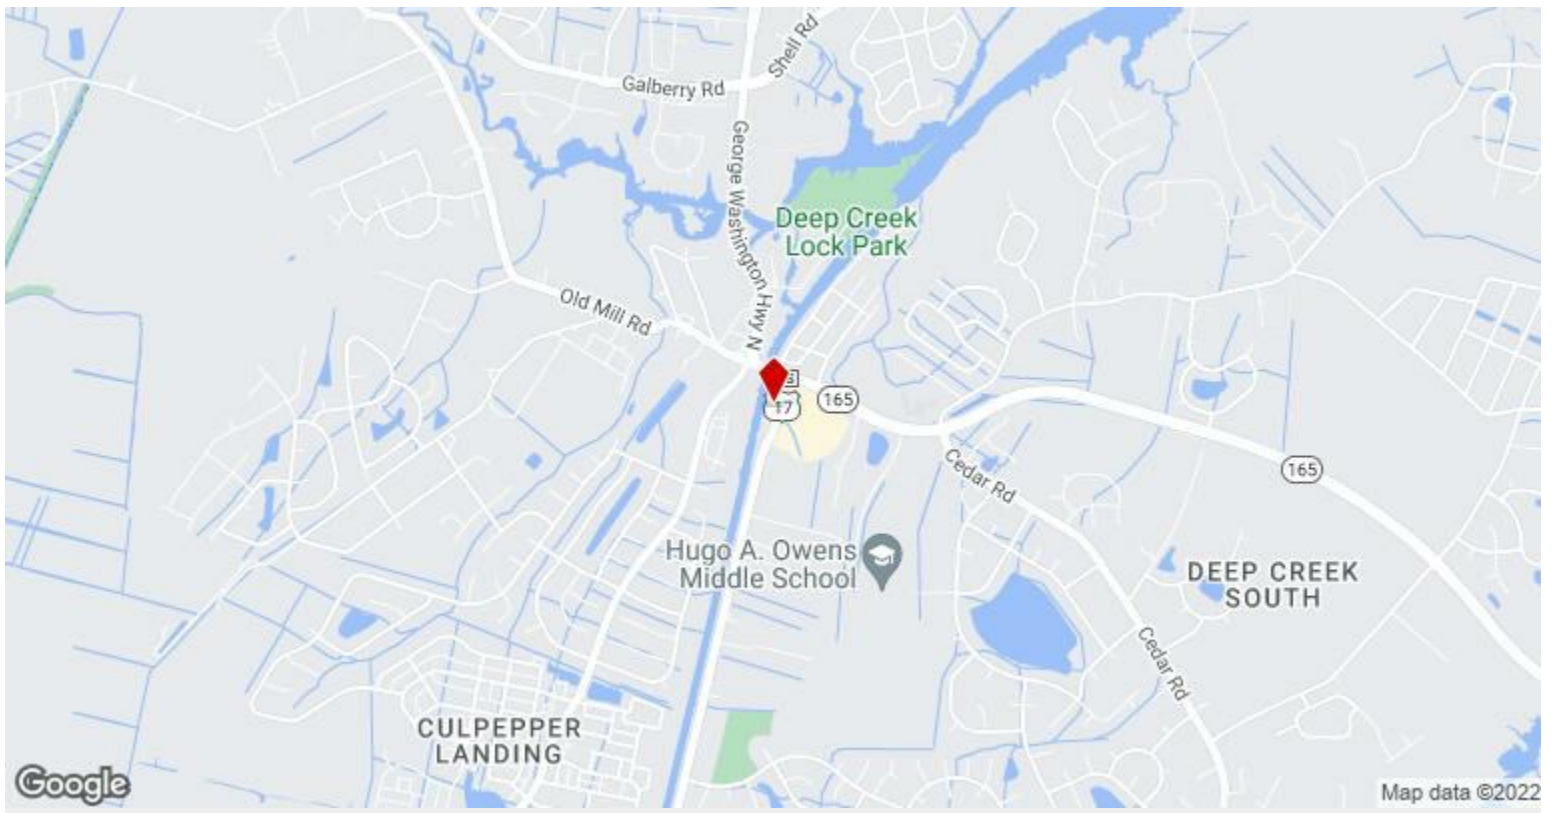 Shell Rd
Galberry Rd
George Washington Hwy N
Deep Creek
Lock Park
Old Mill Rd
17
165
165
Cedar Rd
Hugo A. Owens
Middle School
DEEP CREEK
SOUTH
Cedar Rd
CULPEPPER
LANDING
Google
Map data ©2022